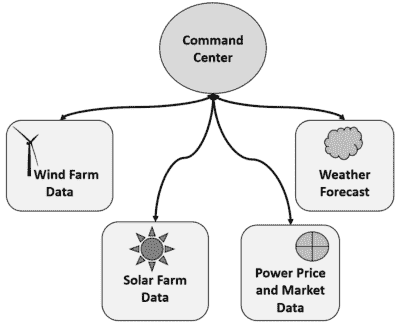 Command
Center
Wind Farm
Data
Weather
Forecast
Solar Farm
Data
Power Price
and Market
Data